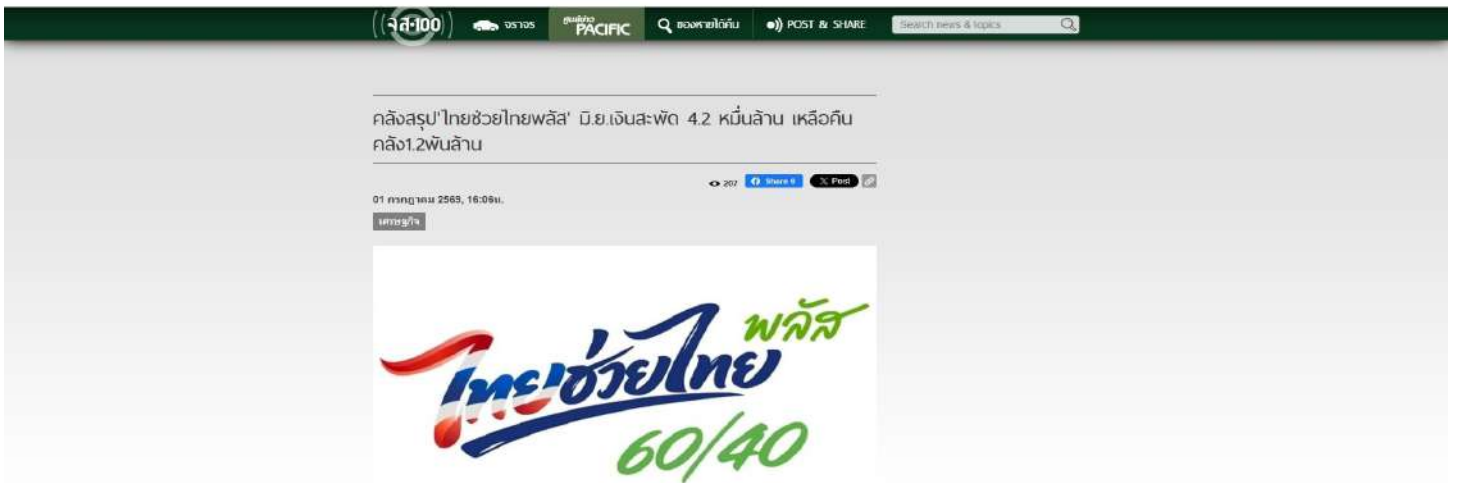 จส·100
จราจร
ศูนย์ข่าว
PACIFIC
ของหายได้คืน
POST & SHARE
Search news & topics
คลังสรุป'ไทยช่วยไทยพลัส' มิ.ย.เงินสะพัด 4.2 หมื่นล้าน เหลือคืน
คลัง1.2พันล้าน
207
Share 0
Post
01 กรกฎาคม 2569, 16:06น.
เศรษฐกิจ
ไทยช่วยไทย
พลัส
60/40